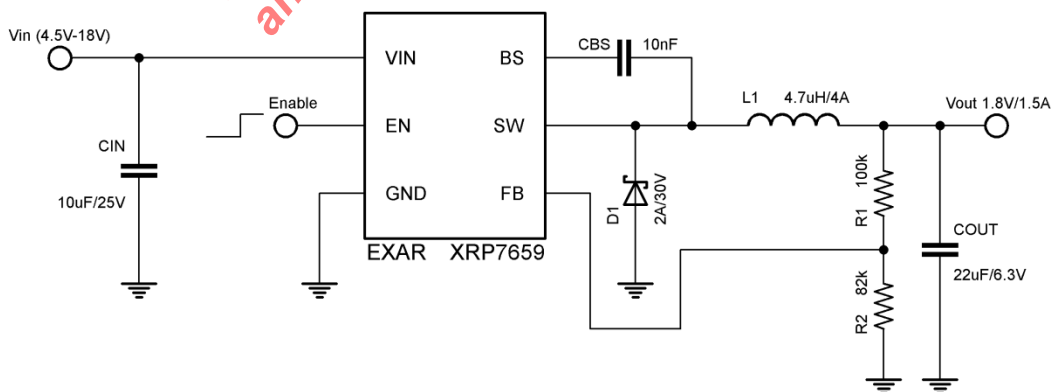 Vin (4.5V-18V)
VIN
BS
CBS
10nF
L1
4.7uH/4A
Vout 1.8V/1.5A
Enable
EN
SW
CIN
10uF/25V
GND
FB
D1
2A/30V
100k
R1
COUT
22uF/6.3V
82k
R2
EXAR XRP7659